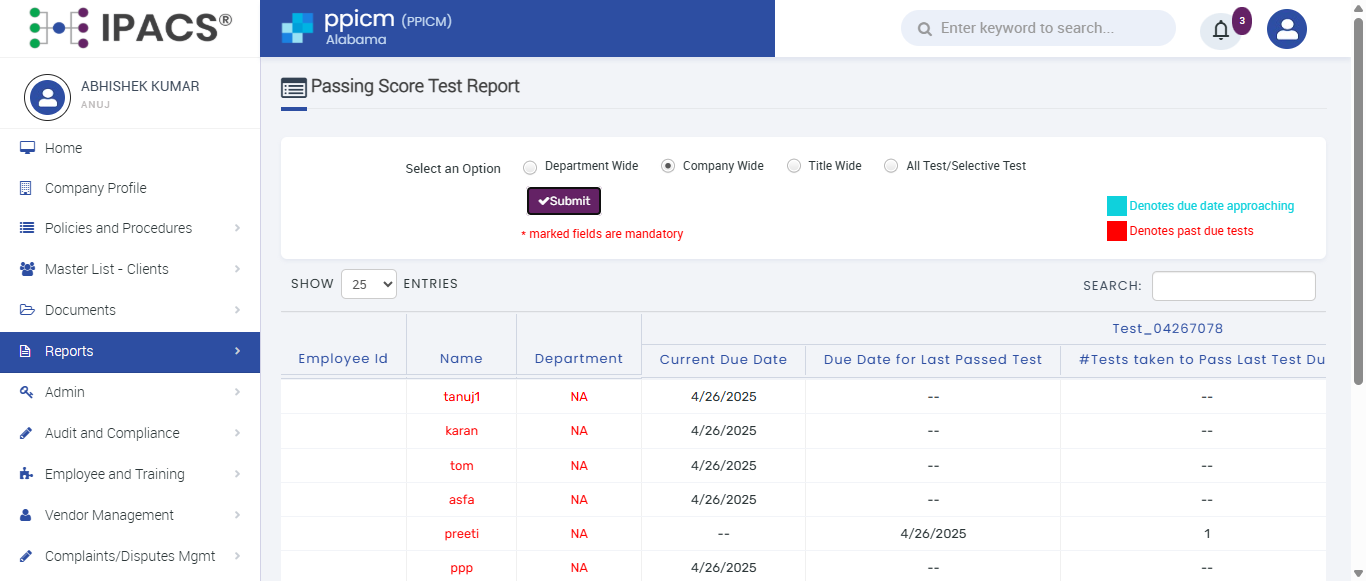 IPACS®
ppicm (PPICM)
Alabama
Enter keyword to search...
3
ABHISHEK KUMAR
ANUJ
Home
Company Profile
Policies and Procedures
Master List - Clients
Documents
Reports
Admin
Audit and Compliance
Employee and Training
Vendor Management
Complaints/Disputes Mgmt
Passing Score Test Report
Select an Option Department Wide Company Wide Title Wide All Test/Selective Test
Submit
* marked fields are mandatory
Denotes due date approaching
Denotes past due tests
SHOW 25 ENTRIES
SEARCH:
Test_04267078
Employee Id Name Department Current Due Date Due Date for Last Passed Test #Tests taken to Pass Last Test Du
tanuj1 NA 4/26/2025 -- --
karan NA 4/26/2025 -- --
tom NA 4/26/2025 -- --
asfa NA 4/26/2025 -- --
preeti NA -- 4/26/2025 1
ppp NA 4/26/2025 -- --